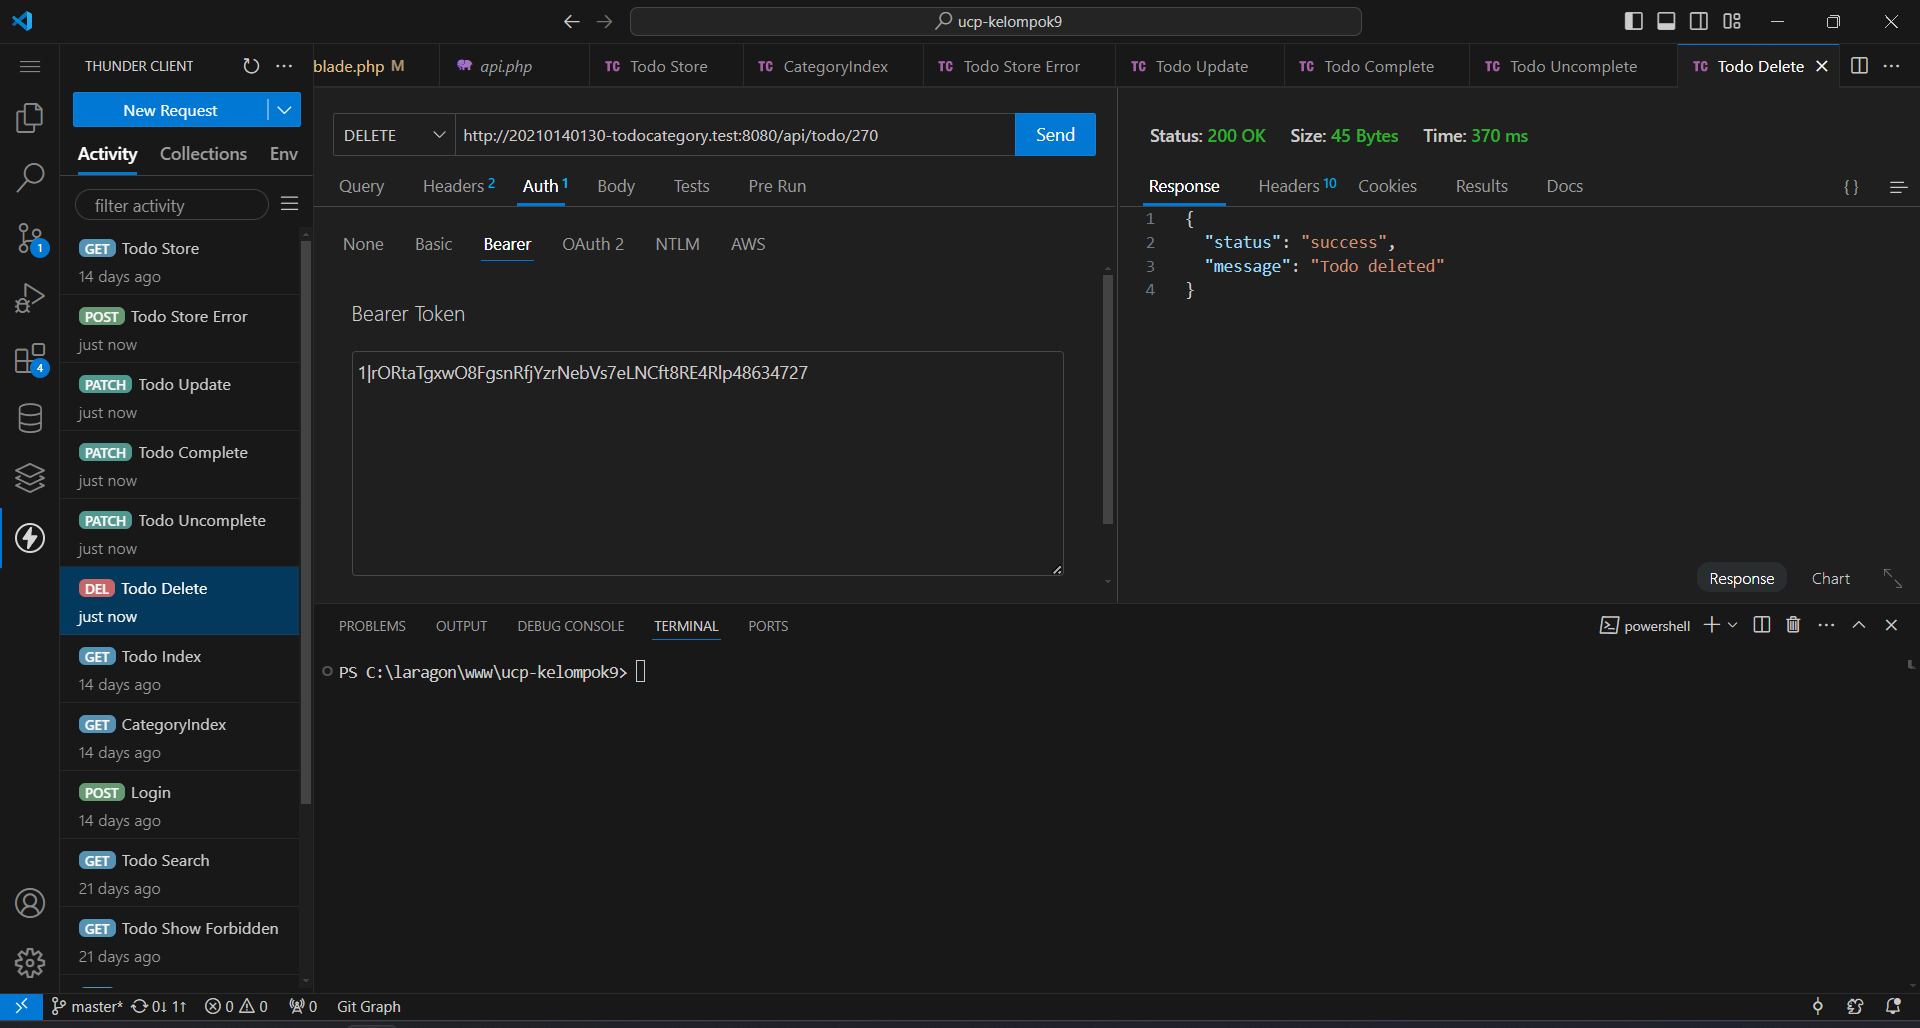 ucp-kelompok9
THUNDER CLIENT
New Request
Activity Collections Env
filter activity
GET Todo Store
14 days ago
POST Todo Store Error
just now
PATCH Todo Update
just now
PATCH Todo Complete
just now
PATCH Todo Uncomplete
just now
DEL Todo Delete
just now
GET Todo Index
14 days ago
GET CategoryIndex
14 days ago
POST Login
14 days ago
GET Todo Search
21 days ago
GET Todo Show Forbidden
21 days ago
1
4
blade.php M
api.php
TC Todo Store
TC CategoryIndex
TC Todo Store Error
TC Todo Update
TC Todo Complete
TC Todo Uncomplete
TC Todo Delete
DELETE http://20210140130-todocategory.test:8080/api/todo/270 Send
Query Headers 2 Auth 1 Body Tests Pre Run
None Basic Bearer OAuth 2 NTLM AWS
Bearer Token
1|rORtaTgxwO8FgsnRfjYzrNebVs7eLNCft8RE4Rlp48634727
Status: 200 OK Size: 45 Bytes Time: 370 ms
Response Headers 10 Cookies Results Docs { }
1 {
2 "status": "success",
3 "message": "Todo deleted"
4 }
Response Chart
PROBLEMS OUTPUT DEBUG CONSOLE TERMINAL PORTS powershell
PS C:\laragon\www\ucp-kelompok9>
master* 0↓ 1↑ 0 0 0 Git Graph